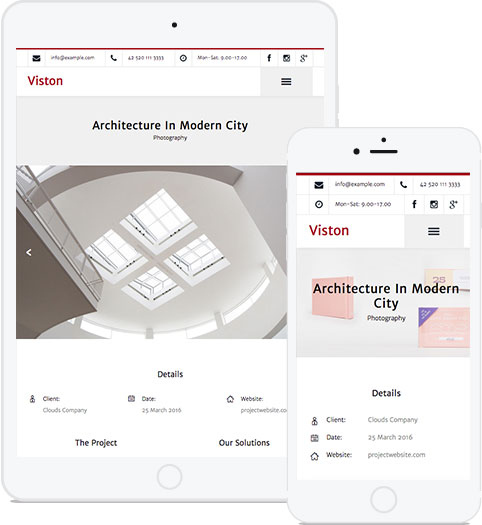 info@example.com 42 520 111 3333 Mon-Sat: 9.00-17.00
Viston
Architecture In Modern City
Photography
Details
Client: Date: Website:
Clouds Company 25 March 2016 projectwebsite.com
The Project Our Solutions
info@example.com 42 520 111 3333
Mon-Sat: 9.00-17.00
Viston
Architecture In Modern
City
Photography
Details
Client: Clouds Company
Date: 25 March 2016
Website: projectwebsite.com